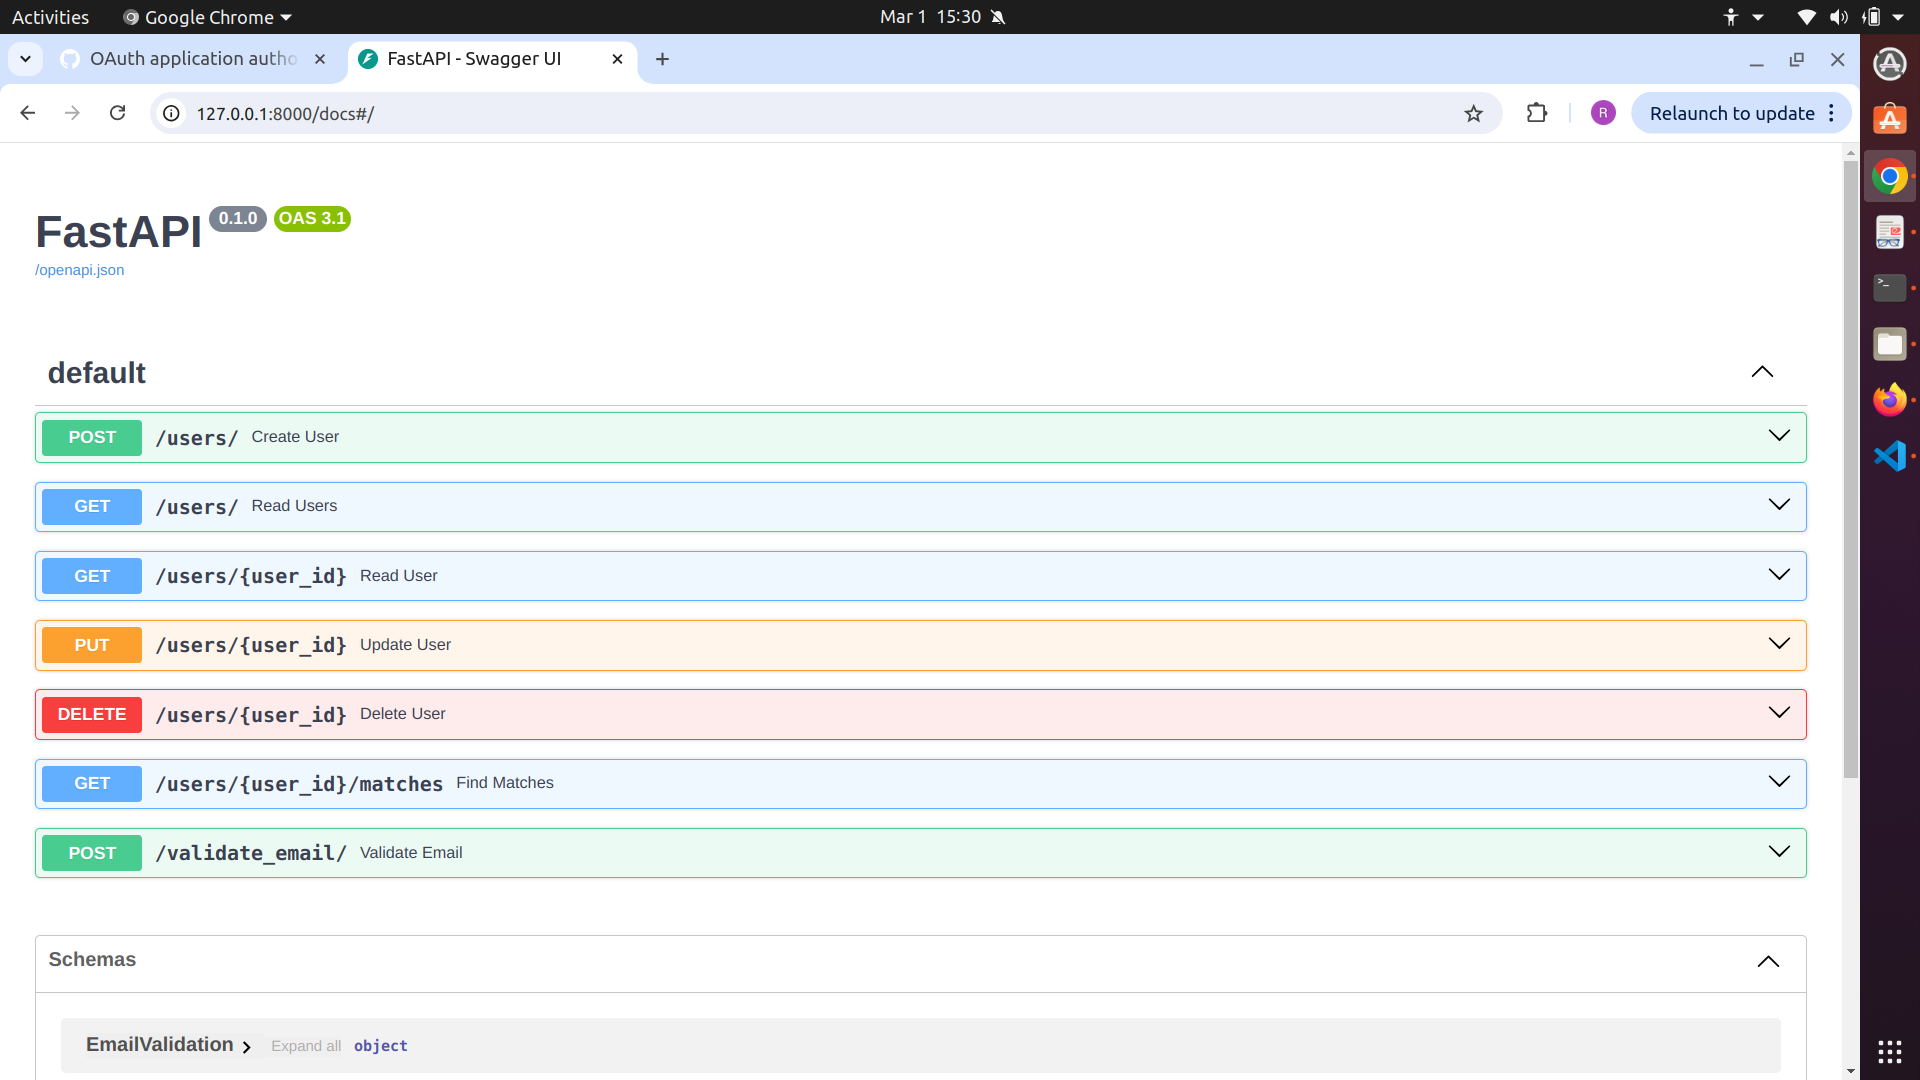 Activities Google Chrome Mar 1 15:30
OAuth application autho FastAPI - Swagger UI
127.0.0.1:8000/docs#/ R Relaunch to update
FastAPI 0.1.0 OAS 3.1
/openapi.json
default
POST /users/ Create User
GET /users/ Read Users
GET /users/{user_id} Read User
PUT /users/{user_id} Update User
DELETE /users/{user_id} Delete User
GET /users/{user_id}/matches Find Matches
POST /validate_email/ Validate Email
Schemas
EmailValidation Expand all object